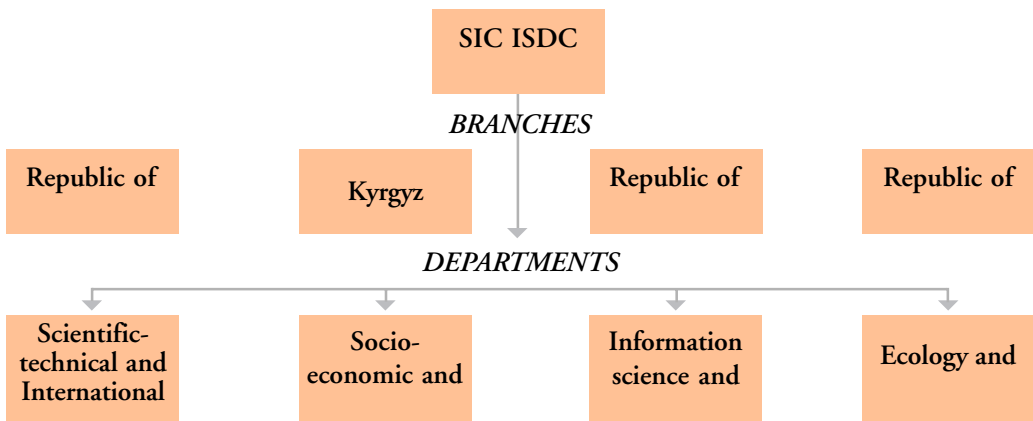 SIC ISDC
BRANCHES
Republic of
Kyrgyz
Republic of
Republic of
DEPARTMENTS
Scientific-
technical and
International
Socio-
economic and
Information
science and
Ecology and